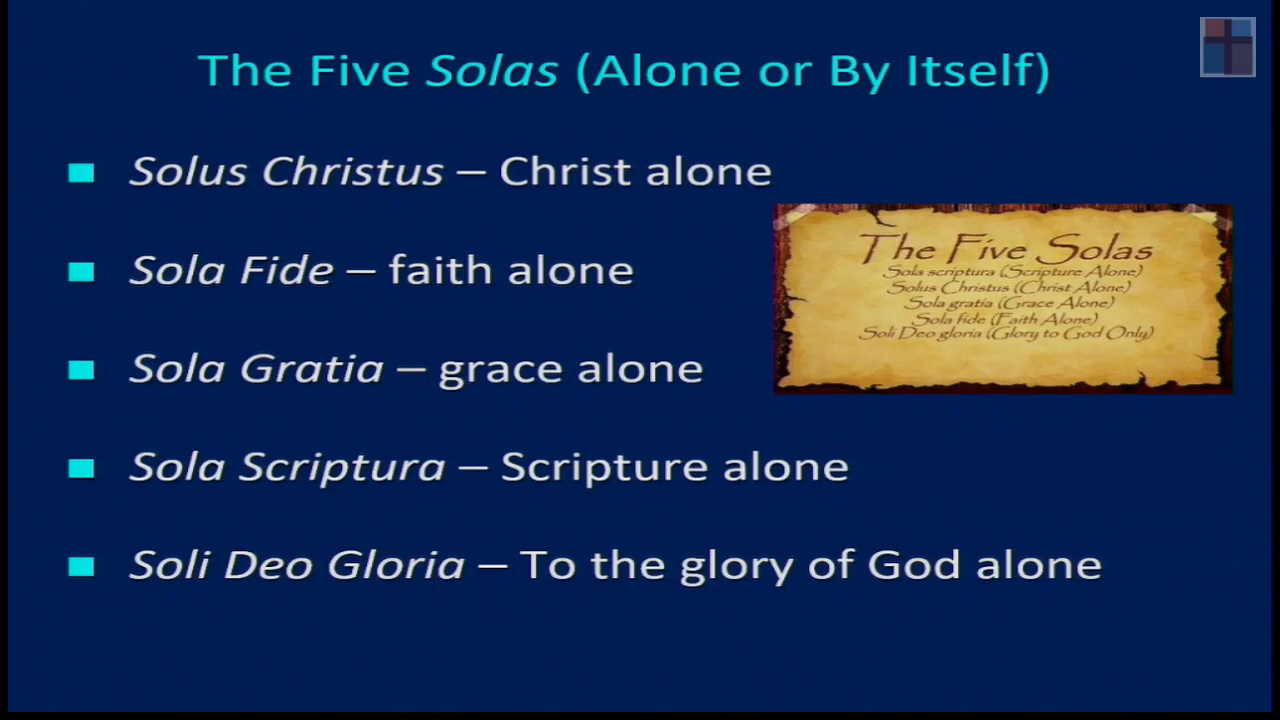 The Five Solas (Alone or By Itself)
Solus Christus – Christ alone
Sola Fide – faith alone
Sola Gratia – grace alone
Sola Scriptura – Scripture alone
Soli Deo Gloria – To the glory of God alone
The Five Solas
Sola scriptura (Scripture Alone)
Solus Christus (Christ Alone)
Sola gratia (Grace Alone)
Sola fide (Faith Alone)
Soli Deo gloria (Glory to God Only)